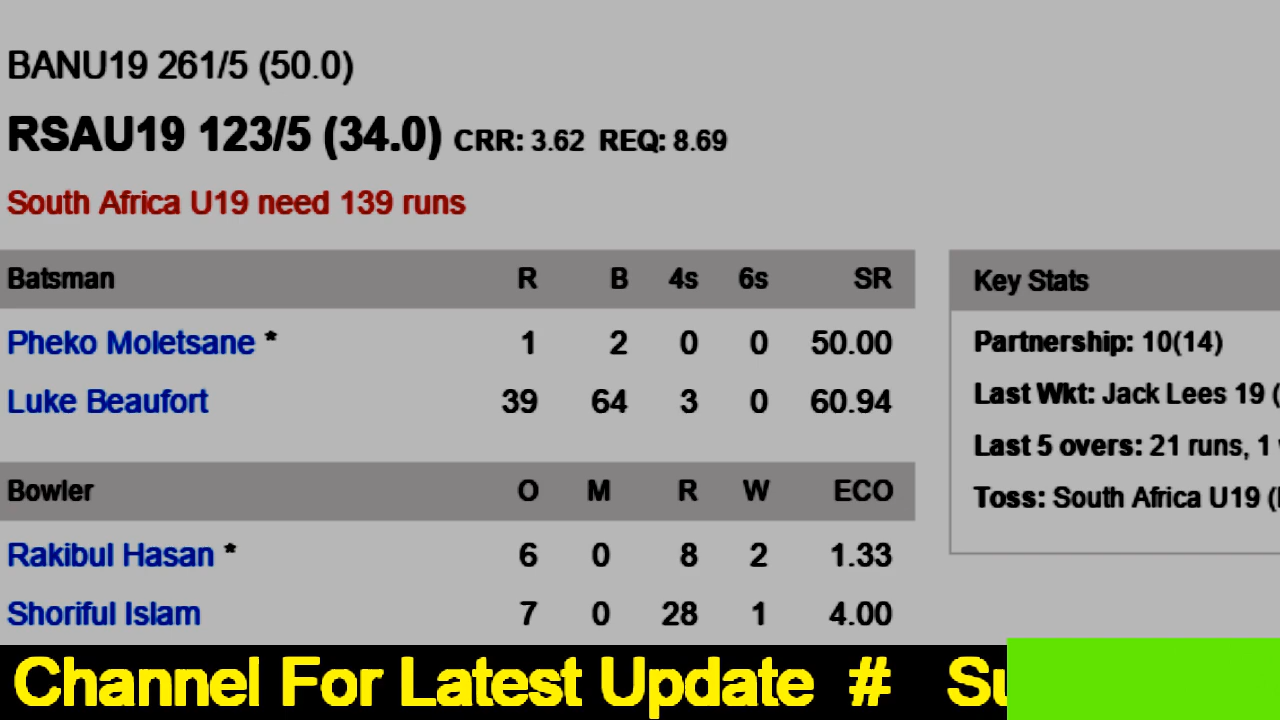 BANU19 261/5 (50.0)
RSAU19 123/5 (34.0) CRR: 3.62 REQ: 8.69
South Africa U19 need 139 runs
Batsman R B 4s 6s SR
Pheko Moletsane * 1 2 0 0 50.00
Luke Beaufort 39 64 3 0 60.94
Bowler O M R W ECO
Rakibul Hasan * 6 0 8 2 1.33
Shoriful Islam 7 0 28 1 4.00
Key Stats
Partnership: 10(14)
Last Wkt: Jack Lees 19 (
Last 5 overs: 21 runs, 1
Toss: South Africa U19 (
Channel For Latest Update #